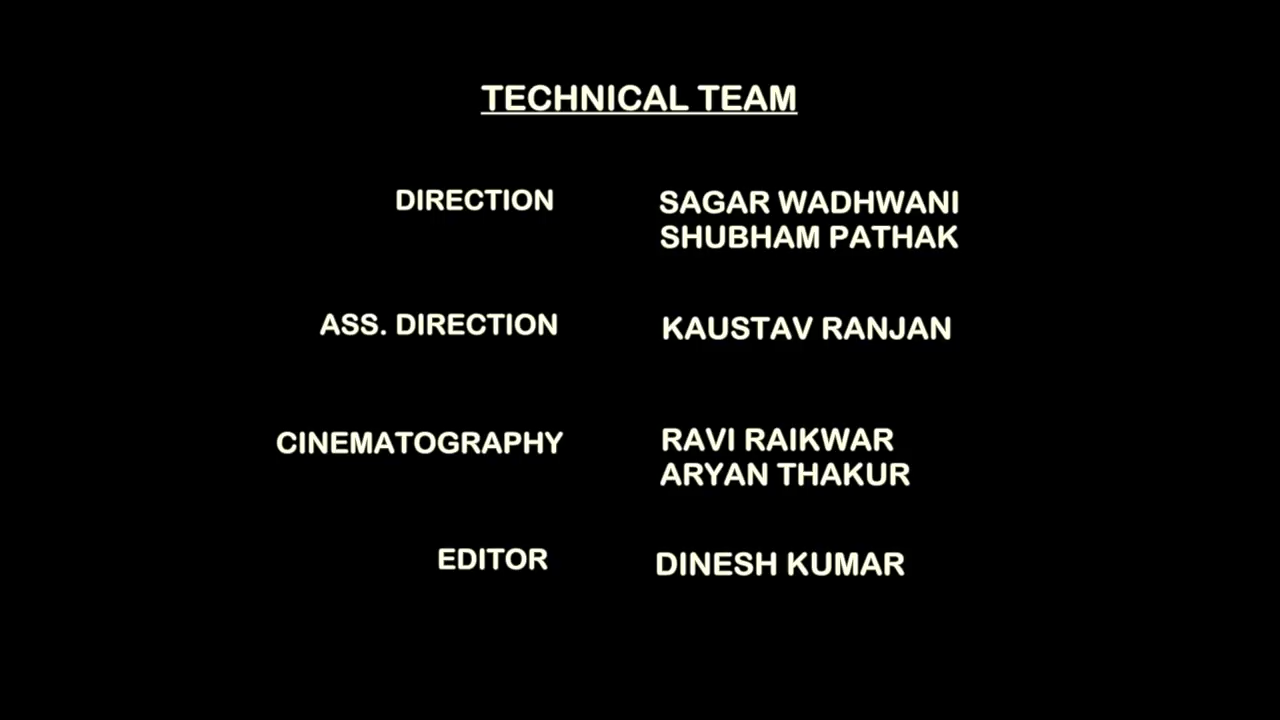 TECHNICAL TEAM
DIRECTION SAGAR WADHWANI
SHUBHAM PATHAK
ASS. DIRECTION KAUSTAV RANJAN
CINEMATOGRAPHY RAVI RAIKWAR
ARYAN THAKUR
EDITOR DINESH KUMAR